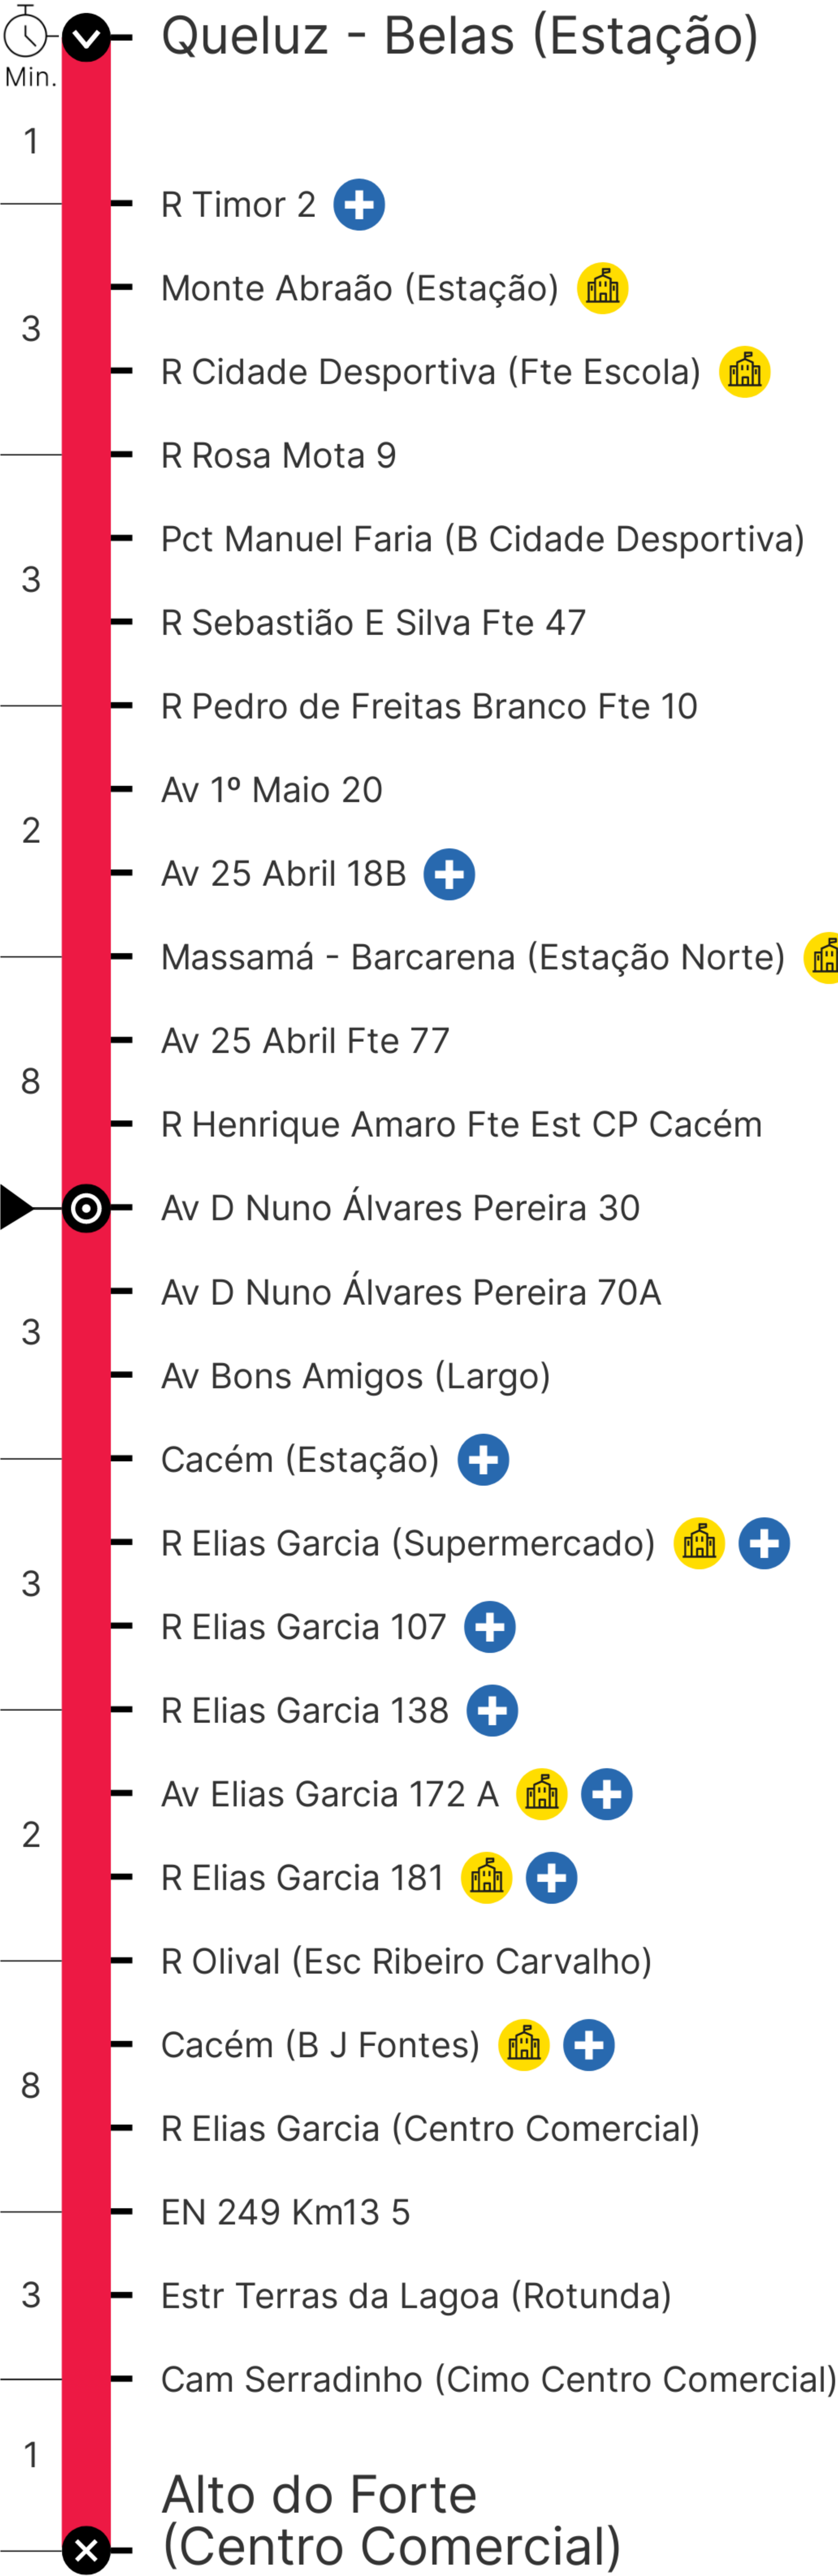 Queluz - Belas (Estação)
Min.
1
R Timor 2
Monte Abraão (Estação)
3
R Cidade Desportiva (Fte Escola)
R Rosa Mota 9
Pct Manuel Faria (B Cidade Desportiva)
3
R Sebastião E Silva Fte 47
R Pedro de Freitas Branco Fte 10
Av 1º Maio 20
2
Av 25 Abril 18B
Massamá - Barcarena (Estação Norte)
Av 25 Abril Fte 77
8
R Henrique Amaro Fte Est CP Cacém
Av D Nuno Álvares Pereira 30
Av D Nuno Álvares Pereira 70A
3
Av Bons Amigos (Largo)
Cacém (Estação)
R Elias Garcia (Supermercado)
3
R Elias Garcia 107
R Elias Garcia 138
Av Elias Garcia 172 A
2
R Elias Garcia 181
R Olival (Esc Ribeiro Carvalho)
Cacém (B J Fontes)
8
R Elias Garcia (Centro Comercial)
EN 249 Km13 5
3
Estr Terras da Lagoa (Rotunda)
Cam Serradinho (Cimo Centro Comercial)
1
Alto do Forte
(Centro Comercial)